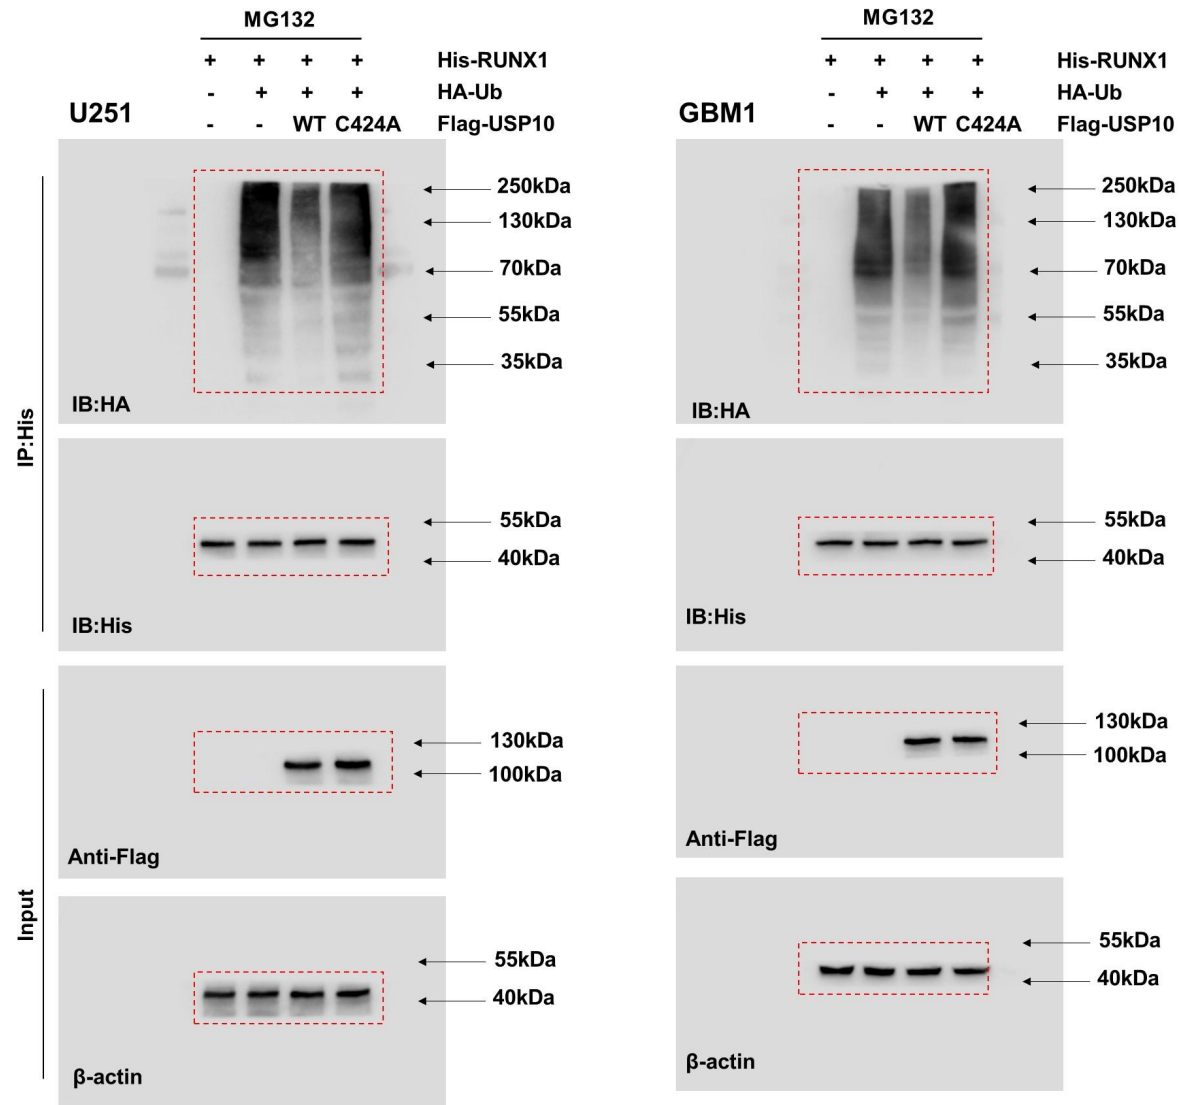 MG132
+ + + + His-RUNX1
- + + + HA-Ub
U251
- - WT C424A Flag-USP10
250kDa
130kDa
70kDa
55kDa
35kDa
IB:HA
IP:His
55kDa
40kDa
IB:His
130kDa
100kDa
Anti-Flag
Input
55kDa
40kDa
β-actin
MG132
+ + + + His-RUNX1
- + + + HA-Ub
GBM1
- - WT C424A Flag-USP10
250kDa
130kDa
70kDa
55kDa
35kDa
IB:HA
55kDa
40kDa
IB:His
130kDa
100kDa
Anti-Flag
55kDa
40kDa
β-actin